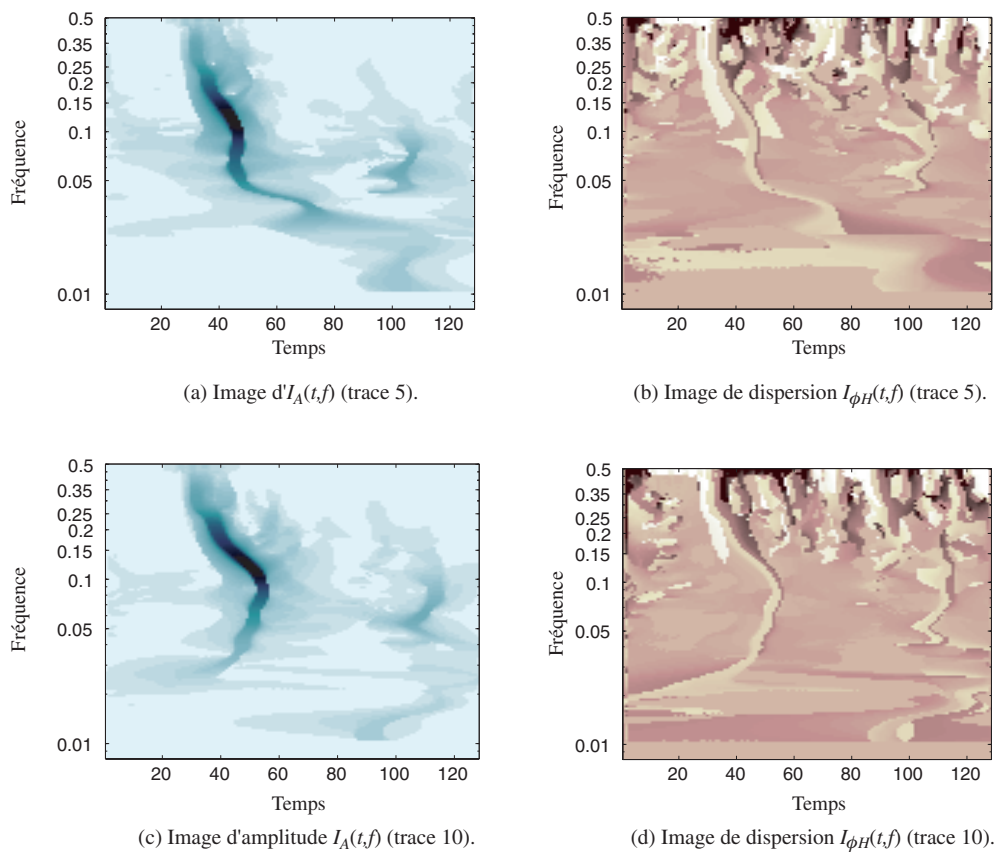 0.5
0.35
0.25
0.2
0.15
0.1
0.05
0.01
Fréquence
20 40 60 80 100 120
Temps
(a) Image d'I_A(t,f) (trace 5).
0.5
0.35
0.25
0.2
0.15
0.1
0.05
0.01
Fréquence
20 40 60 80 100 120
Temps
(b) Image de dispersion I_ϕH(t,f) (trace 5).
0.5
0.35
0.25
0.2
0.15
0.1
0.05
0.01
Fréquence
20 40 60 80 100 120
Temps
(c) Image d'amplitude I_A(t,f) (trace 10).
0.5
0.35
0.25
0.2
0.15
0.1
0.05
0.01
Fréquence
20 40 60 80 100 120
Temps
(d) Image de dispersion I_ϕH(t,f) (trace 10).